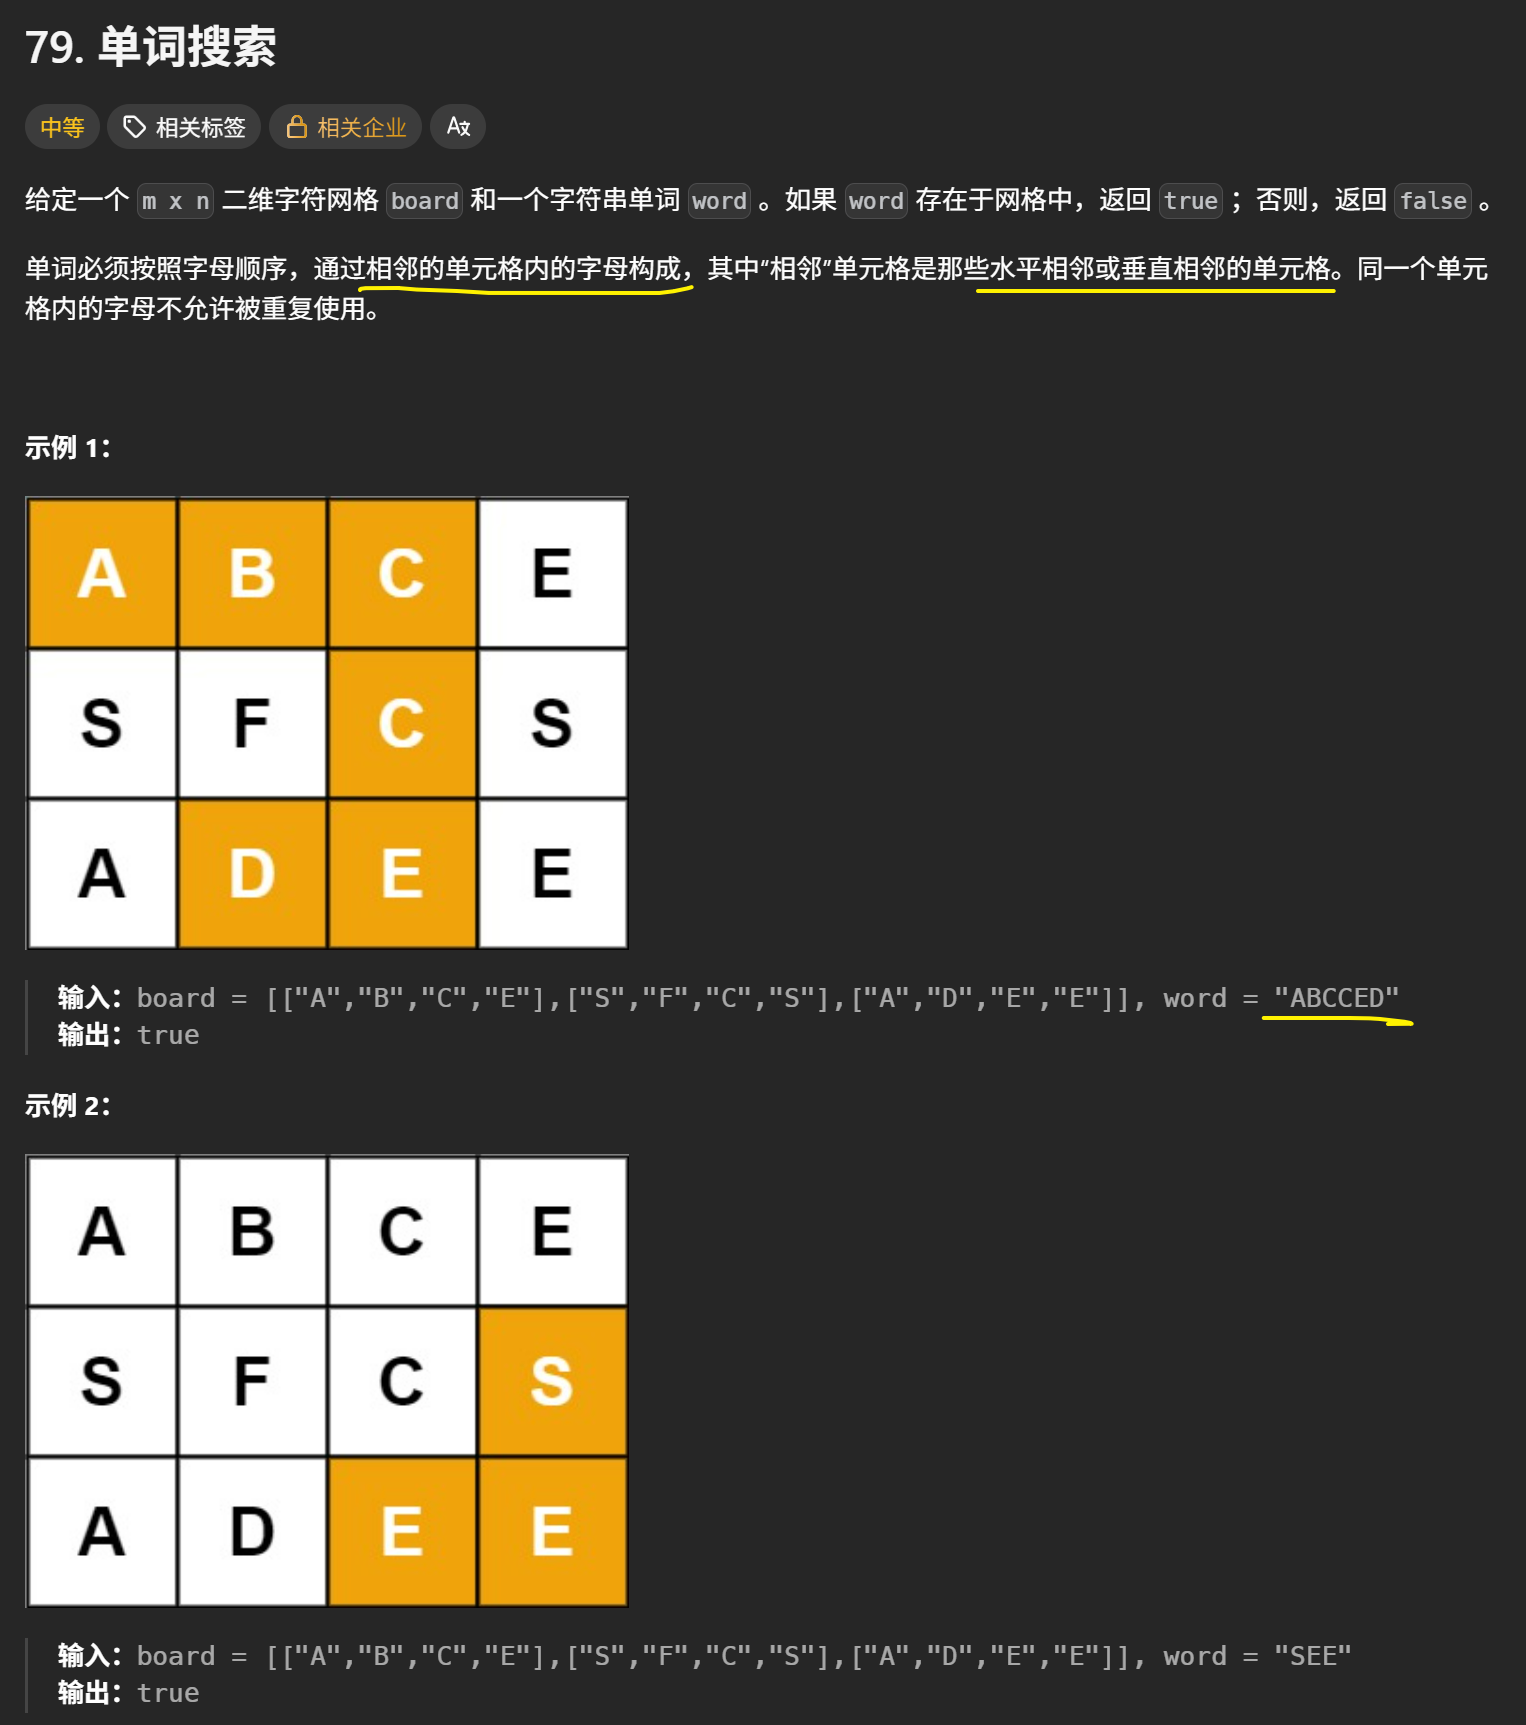 79. 单词搜索
中等 相关标签 相关企业
给定一个 m x n 二维字符网格 board 和一个字符串单词 word 。如果 word 存在于网格中，返回 true ；否则，返回 false 。
单词必须按照字母顺序，通过相邻的单元格内的字母构成，其中“相邻”单元格是那些水平相邻或垂直相邻的单元格。同一个单元
格内的字母不允许被重复使用。
示例 1：
A B C E
S F C S
A D E E
输入：board = [["A","B","C","E"],["S","F","C","S"],["A","D","E","E"]], word = "ABCCED"
输出：true
示例 2：
A B C E
S F C S
A D E E
输入：board = [["A","B","C","E"],["S","F","C","S"],["A","D","E","E"]], word = "SEE"
输出：true